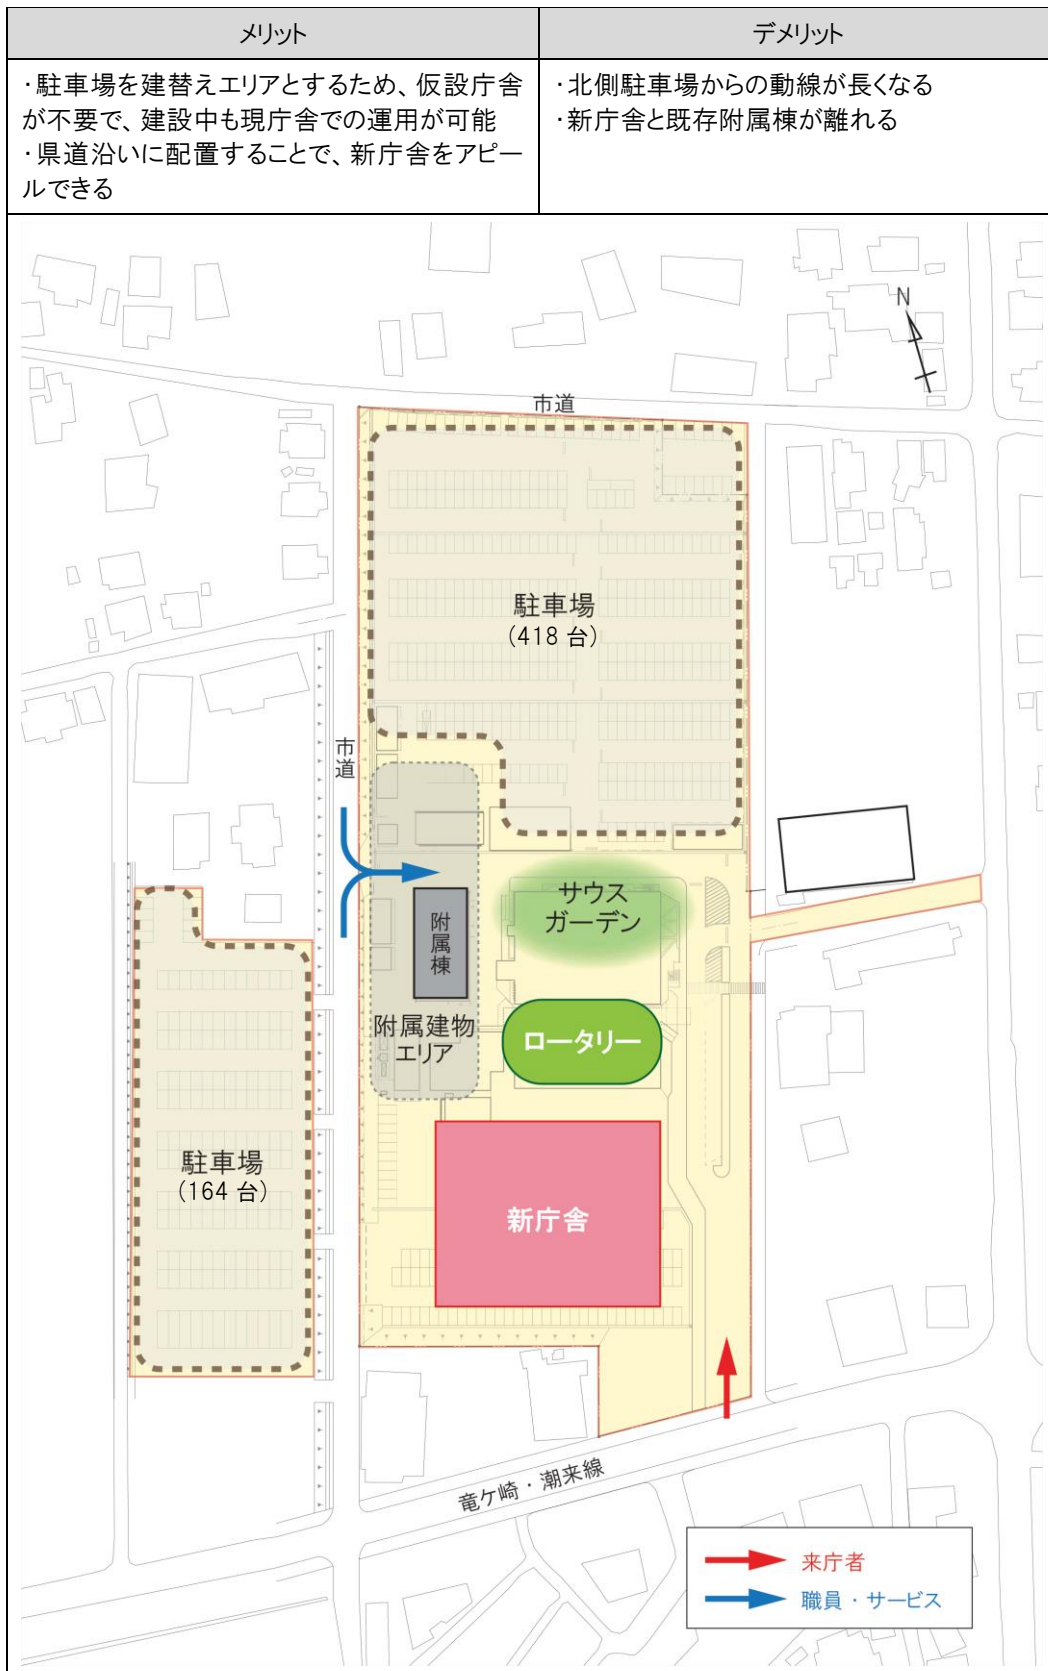 メリット
デメリット
・駐車場を建替えエリアとするため、仮設庁舎
が不要で、建設中も現庁舎での運用が可能
・県道沿いに配置することで、新庁舎をアピー
ルできる
・北側駐車場からの動線が長くなる
・新庁舎と既存附属棟が離れる
N
市道
駐車場
（418 台）
市道
サウス
ガーデン
附属棟
附属建物
エリア
ロータリー
駐車場
（164 台）
新庁舎
竜ケ崎・潮来線
来庁者
職員・サービス